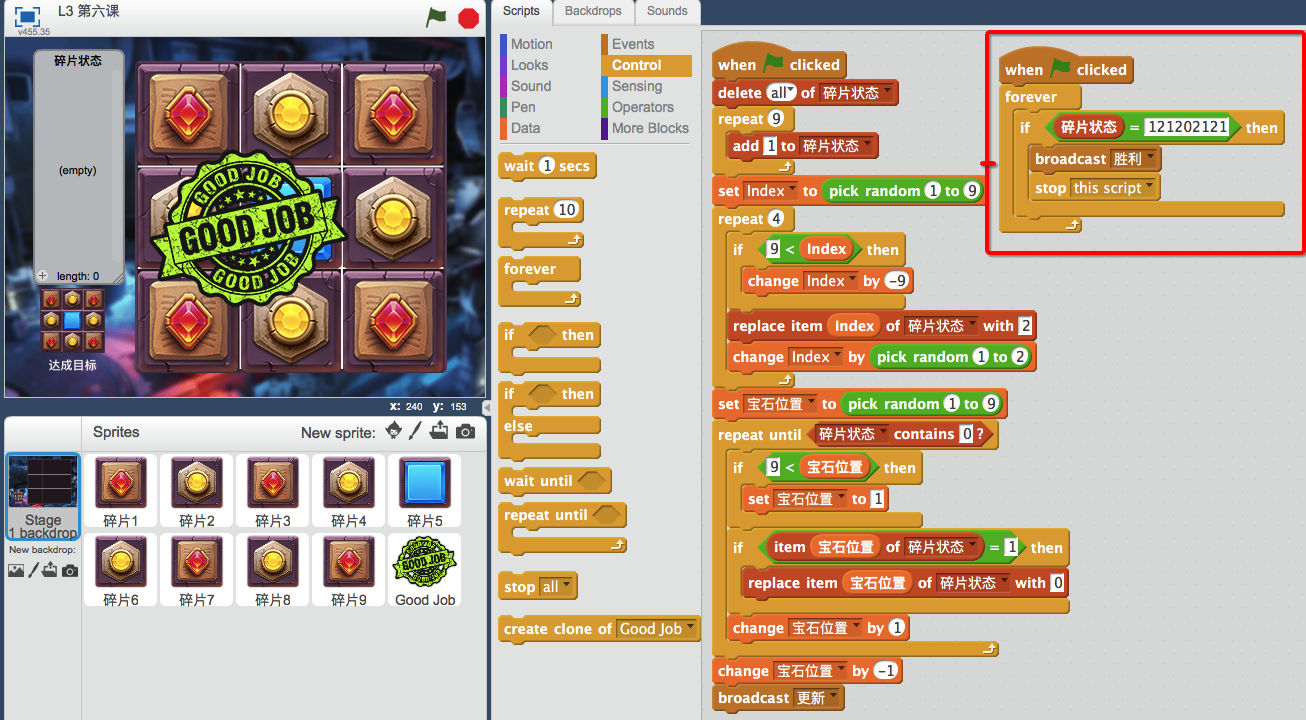 L3 第六课
v455.35
碎片状态
(empty)
+ length: 0
达成目标
GOOD JOB
GOOD JOB
GOOD JOB
x: 240 y: 153
Sprites
New sprite:
Stage
1 backdrop
New backdrop:
碎片1
碎片2
碎片3
碎片4
碎片5
碎片6
碎片7
碎片8
碎片9
Good Job
Scripts
Backdrops
Sounds
Motion
Looks
Sound
Pen
Data
Events
Control
Sensing
Operators
More Blocks
wait 1 secs
repeat 10
forever
if then
if then
else
wait until
repeat until
stop all
create clone of Good Job
when clicked
delete all of 碎片状态
repeat 9
add 1 to 碎片状态
set Index to pick random 1 to 9
repeat 4
if 9 < Index then
change Index by -9
replace item Index of 碎片状态 with 2
change Index by pick random 1 to 2
set 宝石位置 to pick random 1 to 9
repeat until 碎片状态 contains 0 ?
if 9 < 宝石位置 then
set 宝石位置 to 1
if item 宝石位置 of 碎片状态 = 1 then
replace item 宝石位置 of 碎片状态 with 0
change 宝石位置 by 1
change 宝石位置 by -1
broadcast 更新
when clicked
forever
if 碎片状态 = 121202121 then
broadcast 胜利
stop this script